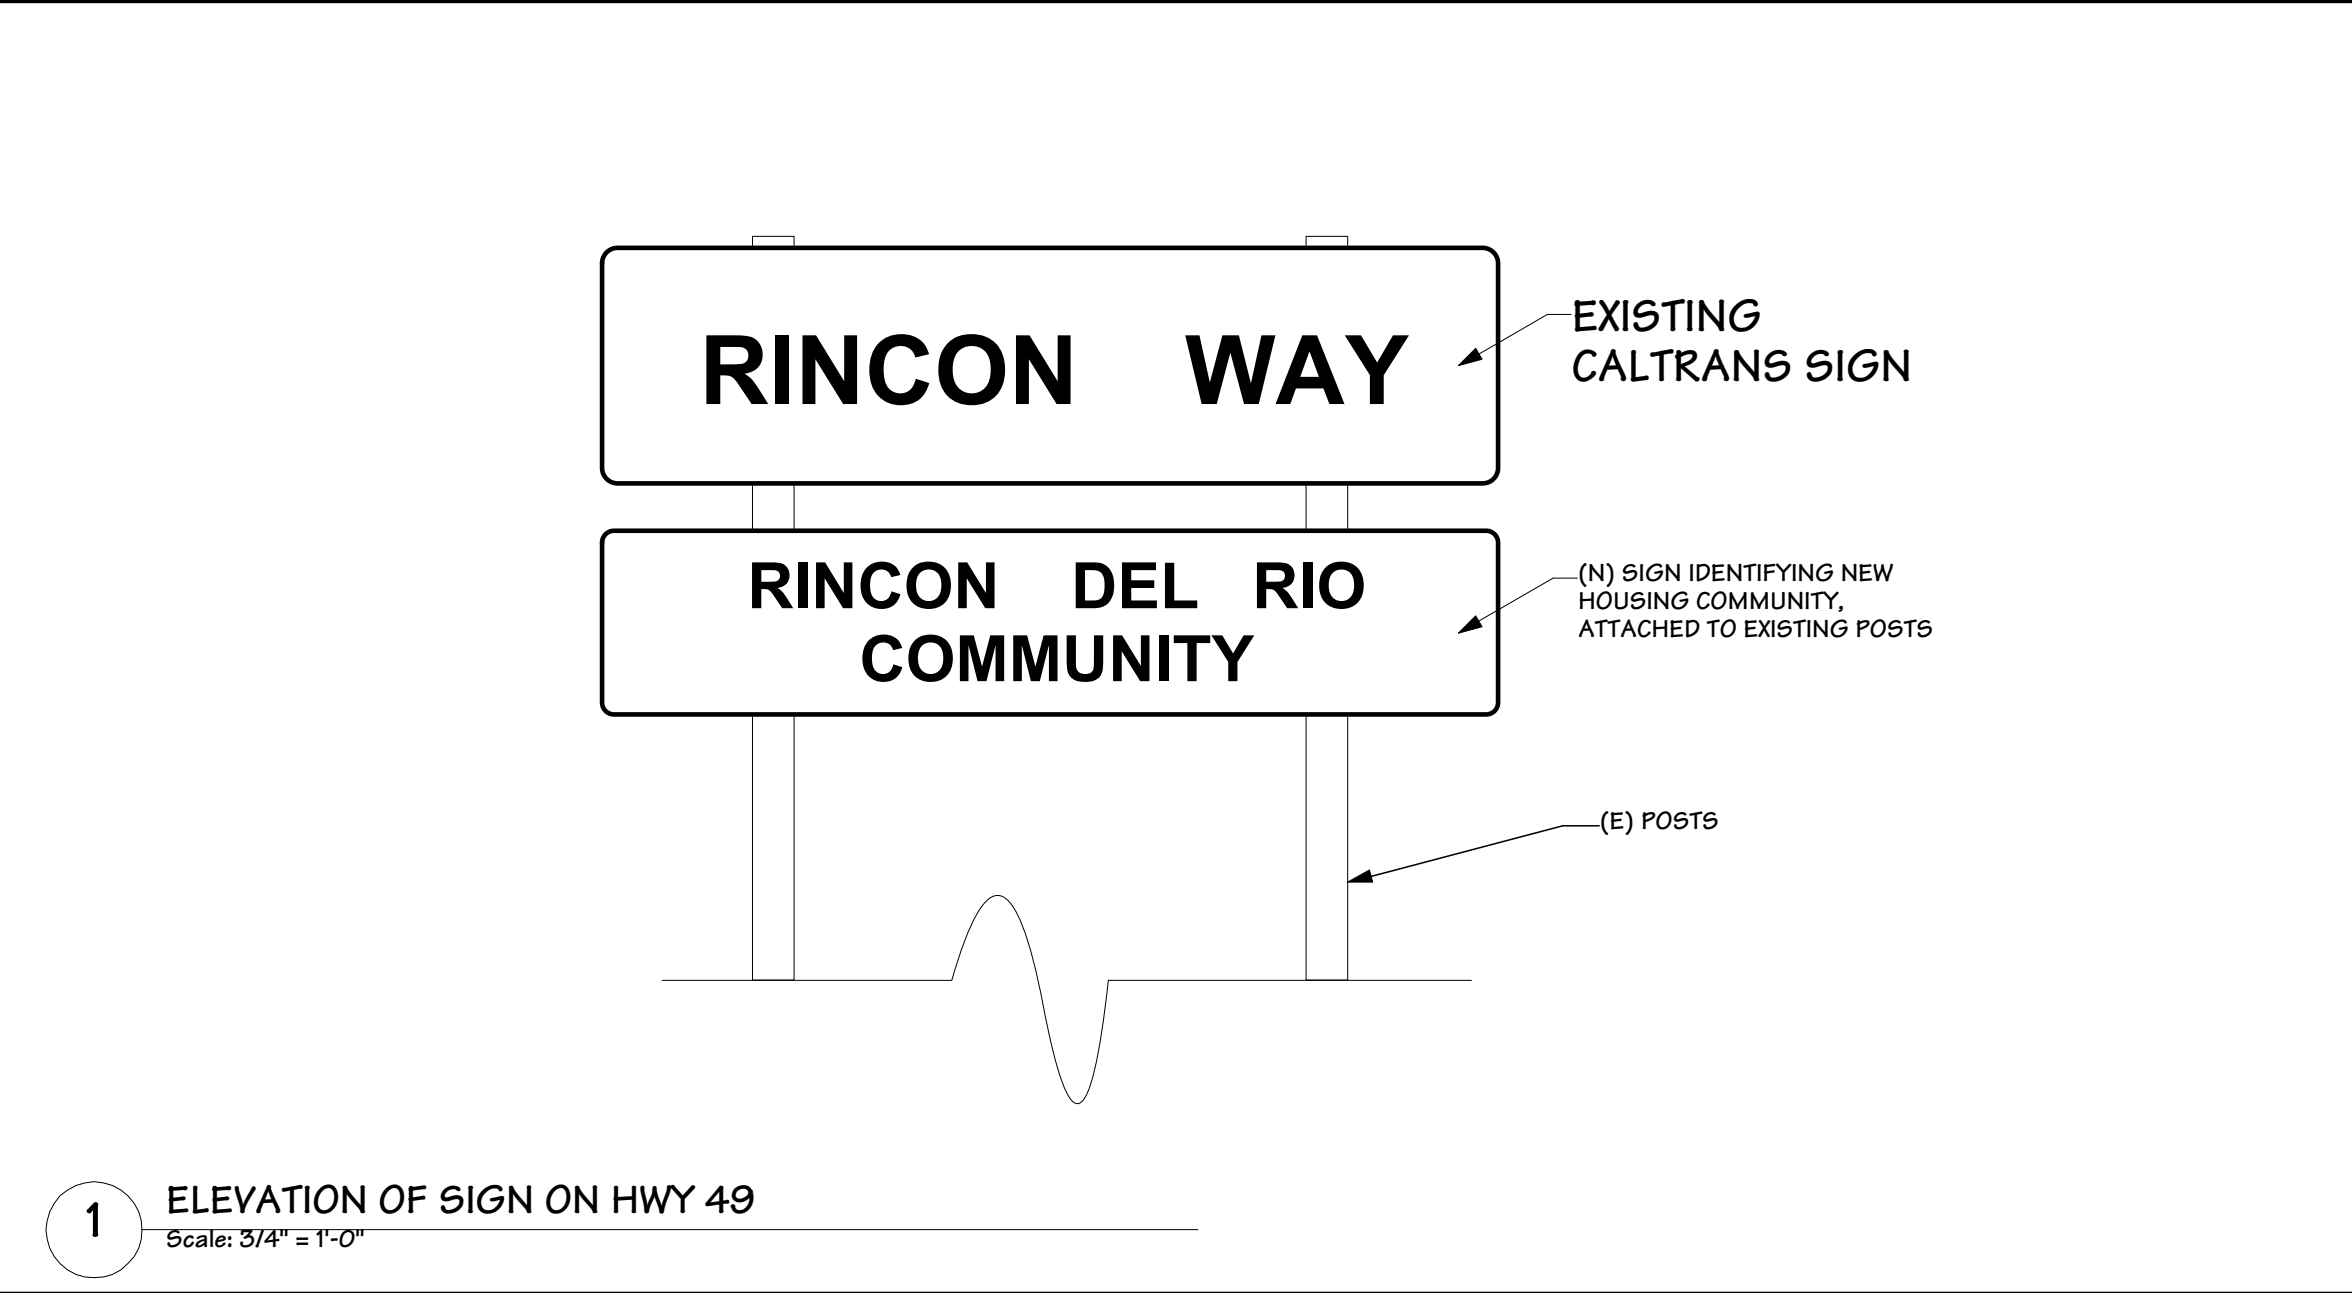 RINCON WAY
EXISTING
CALTRANS SIGN
RINCON DEL RIO
COMMUNITY
(N) SIGN IDENTIFYING NEW
HOUSING COMMUNITY,
ATTACHED TO EXISTING POSTS
(E) POSTS
1
ELEVATION OF SIGN ON HWY 49
Scale: 3/4" = 1'-0"